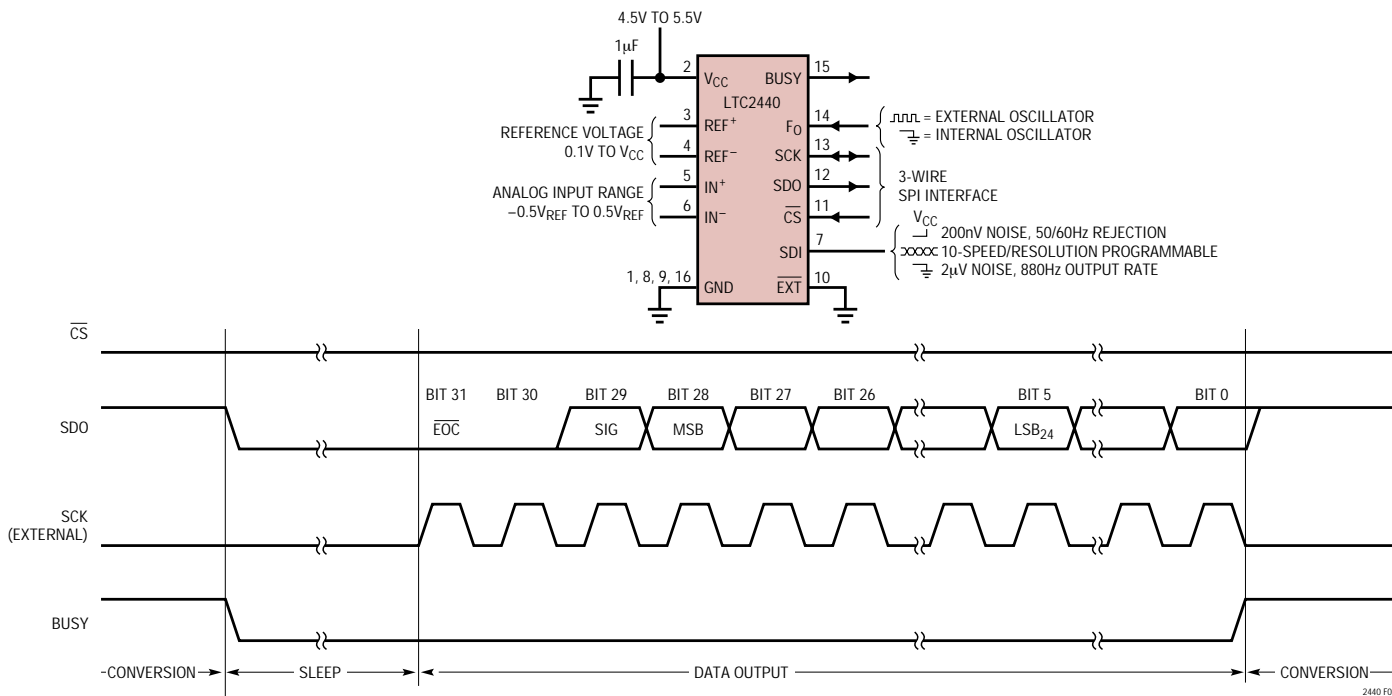 4.5V TO 5.5V
1µF
2
VCC
BUSY
15
LTC2440
REFERENCE VOLTAGE
0.1V TO VCC
3
REF+
4
REF−
FO
14
= EXTERNAL OSCILLATOR
= INTERNAL OSCILLATOR
SCK
13
SDO
12
CS
11
3-WIRE
SPI INTERFACE
ANALOG INPUT RANGE
−0.5VREF TO 0.5VREF
5
IN+
6
IN−
SDI
7
VCC
200nV NOISE, 50/60Hz REJECTION
10-SPEED/RESOLUTION PROGRAMMABLE
2µV NOISE, 880Hz OUTPUT RATE
1, 8, 9, 16
GND
EXT
10
CS
BIT 31 BIT 30 BIT 29 BIT 28 BIT 27 BIT 26 BIT 5 BIT 0
SDO
EOC SIG MSB LSB24
SCK
(EXTERNAL)
BUSY
CONVERSION SLEEP DATA OUTPUT CONVERSION